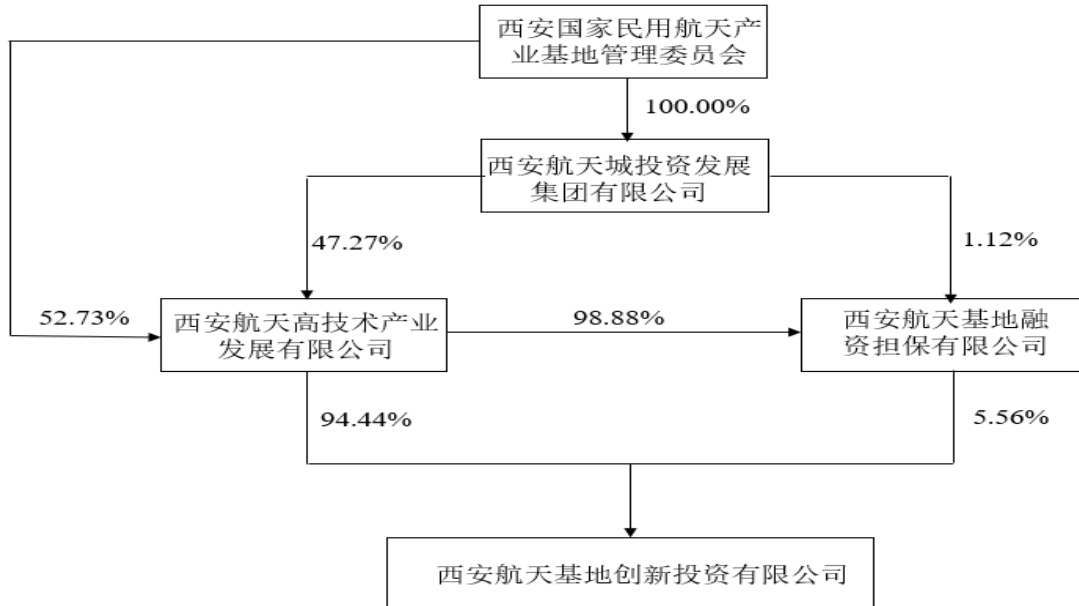 西安国家民用航天产
业基地管理委员会
100.00%
西安航天城投资发展
集团有限公司
47.27%
1.12%
52.73%
西安航天高技术产业
发展有限公司
98.88%
西安航天基地融
资担保有限公司
94.44%
5.56%
西安航天基地创新投资有限公司